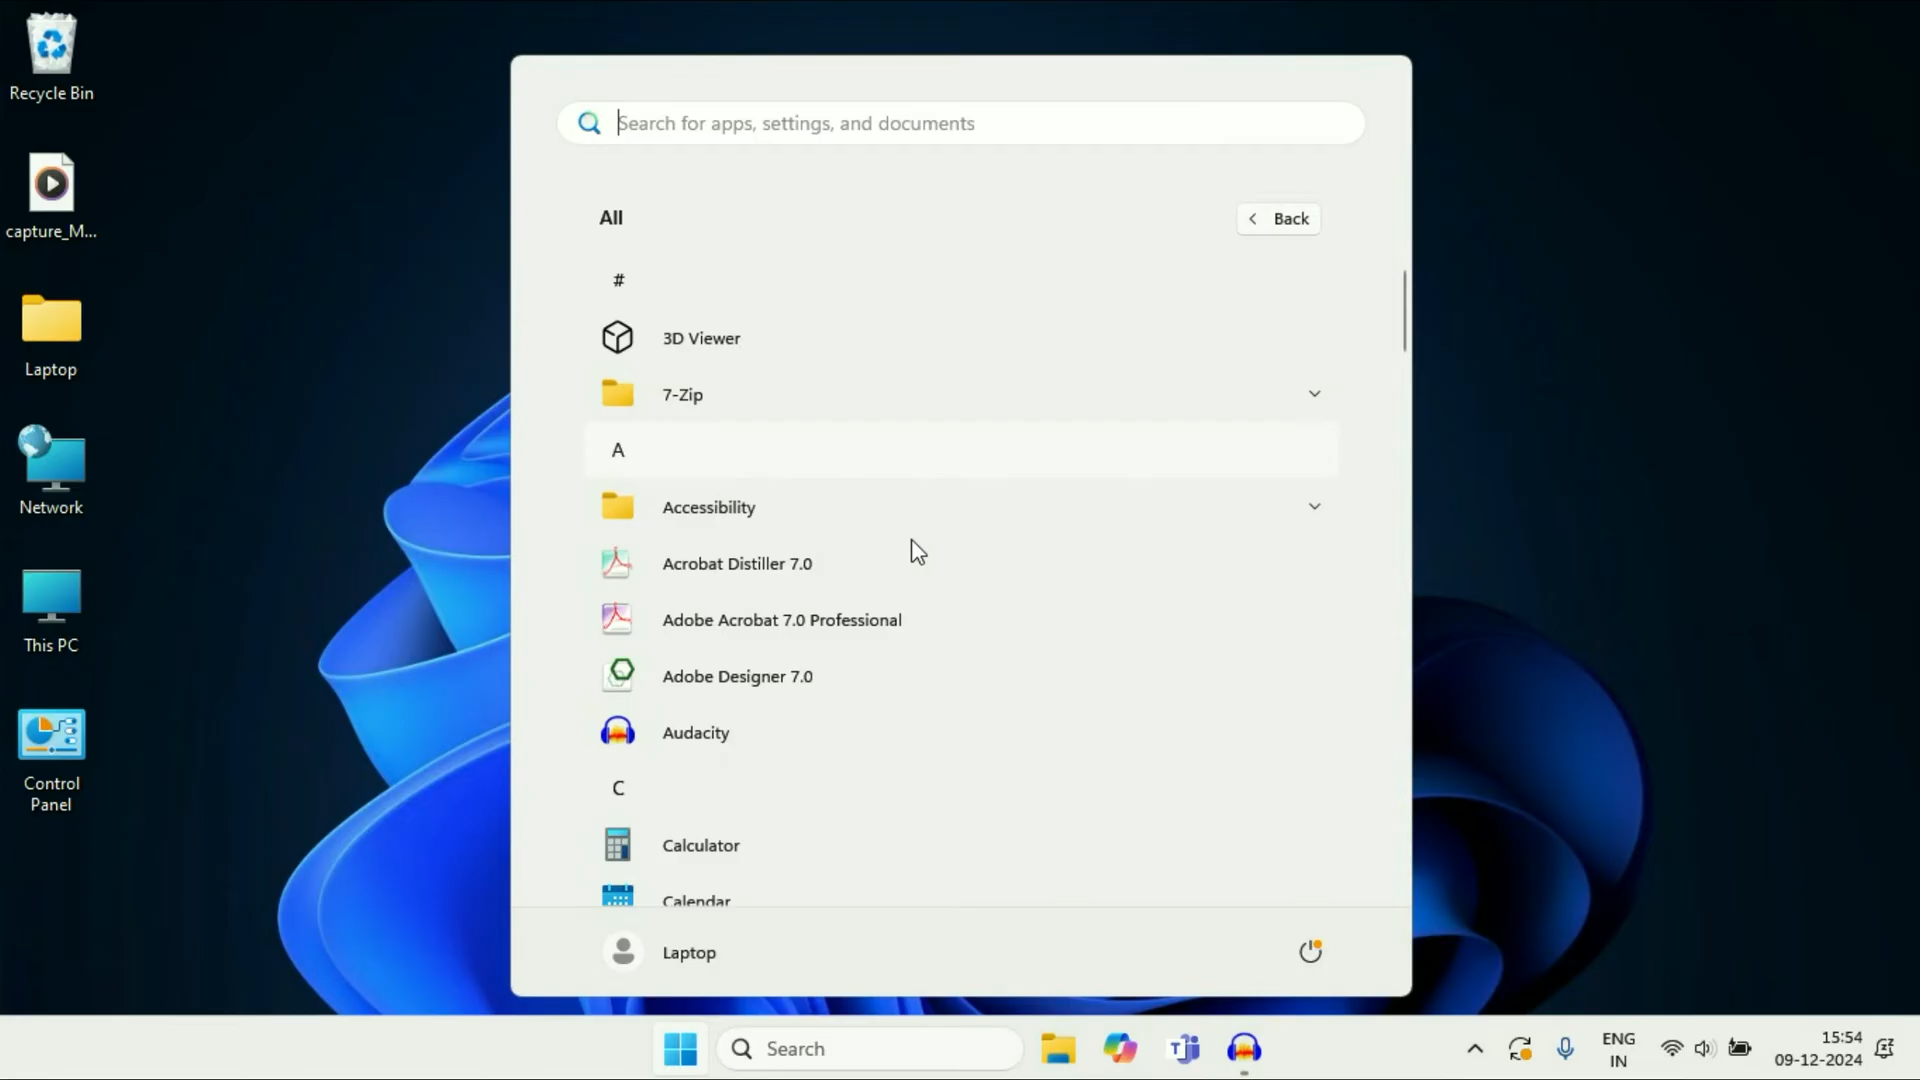 Recycle Bin
capture_M...
Laptop
Network
This PC
Control
Panel
Search for apps, settings, and documents
All
Back
#
3D Viewer
7-Zip
A
Accessibility
Acrobat Distiller 7.0
Adobe Acrobat 7.0 Professional
Adobe Designer 7.0
Audacity
C
Calculator
Calendar
Laptop
Search
ENG
IN
15:54
09-12-2024